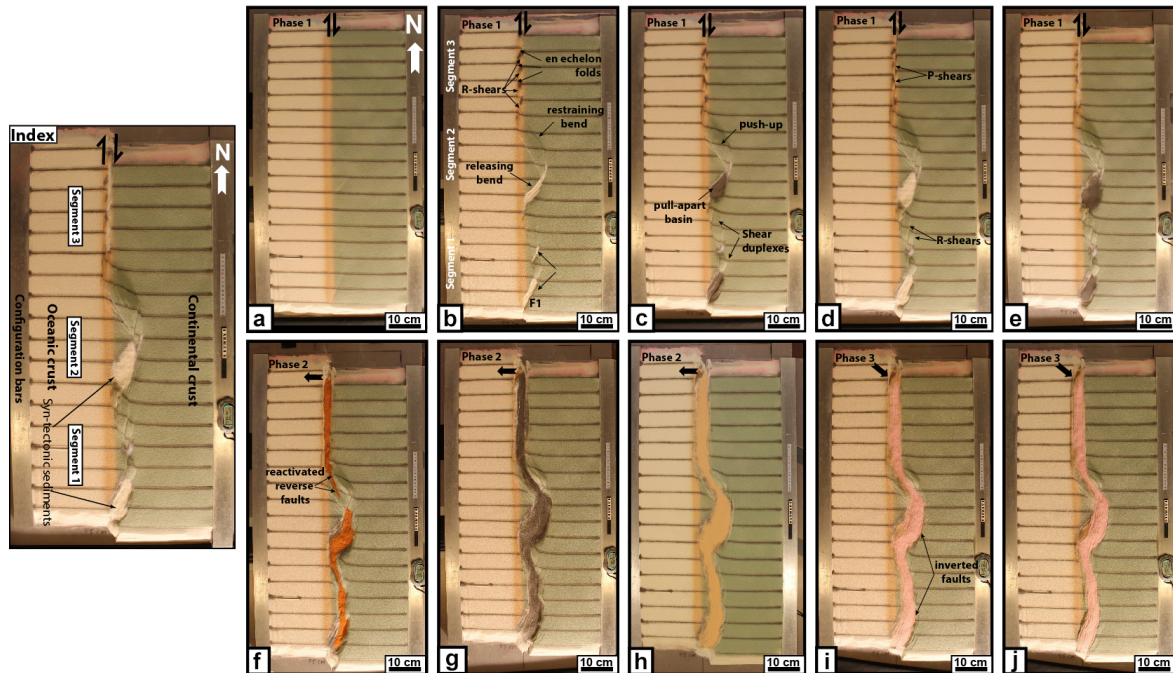 Index
N
Segment 3
Segment 2
Segment 1
Configuration bars
Oceanic crust
Syn-tectonic sediments
Continental crust
Phase 1
N
a
10 cm
Phase 1
Segment 3
Segment 2
Segment 1
en echelon
folds
R-shears
restraining
bend
releasing
bend
F1
b
10 cm
Phase 1
push-up
pull-apart
basin
Shear
duplexes
c
10 cm
Phase 1
P-shears
R-shears
d
10 cm
Phase 1
e
10 cm
Phase 2
reactivated
reverse
faults
f
10 cm
Phase 2
g
10 cm
Phase 2
h
10 cm
Phase 3
inverted
faults
i
10 cm
Phase 3
j
10 cm